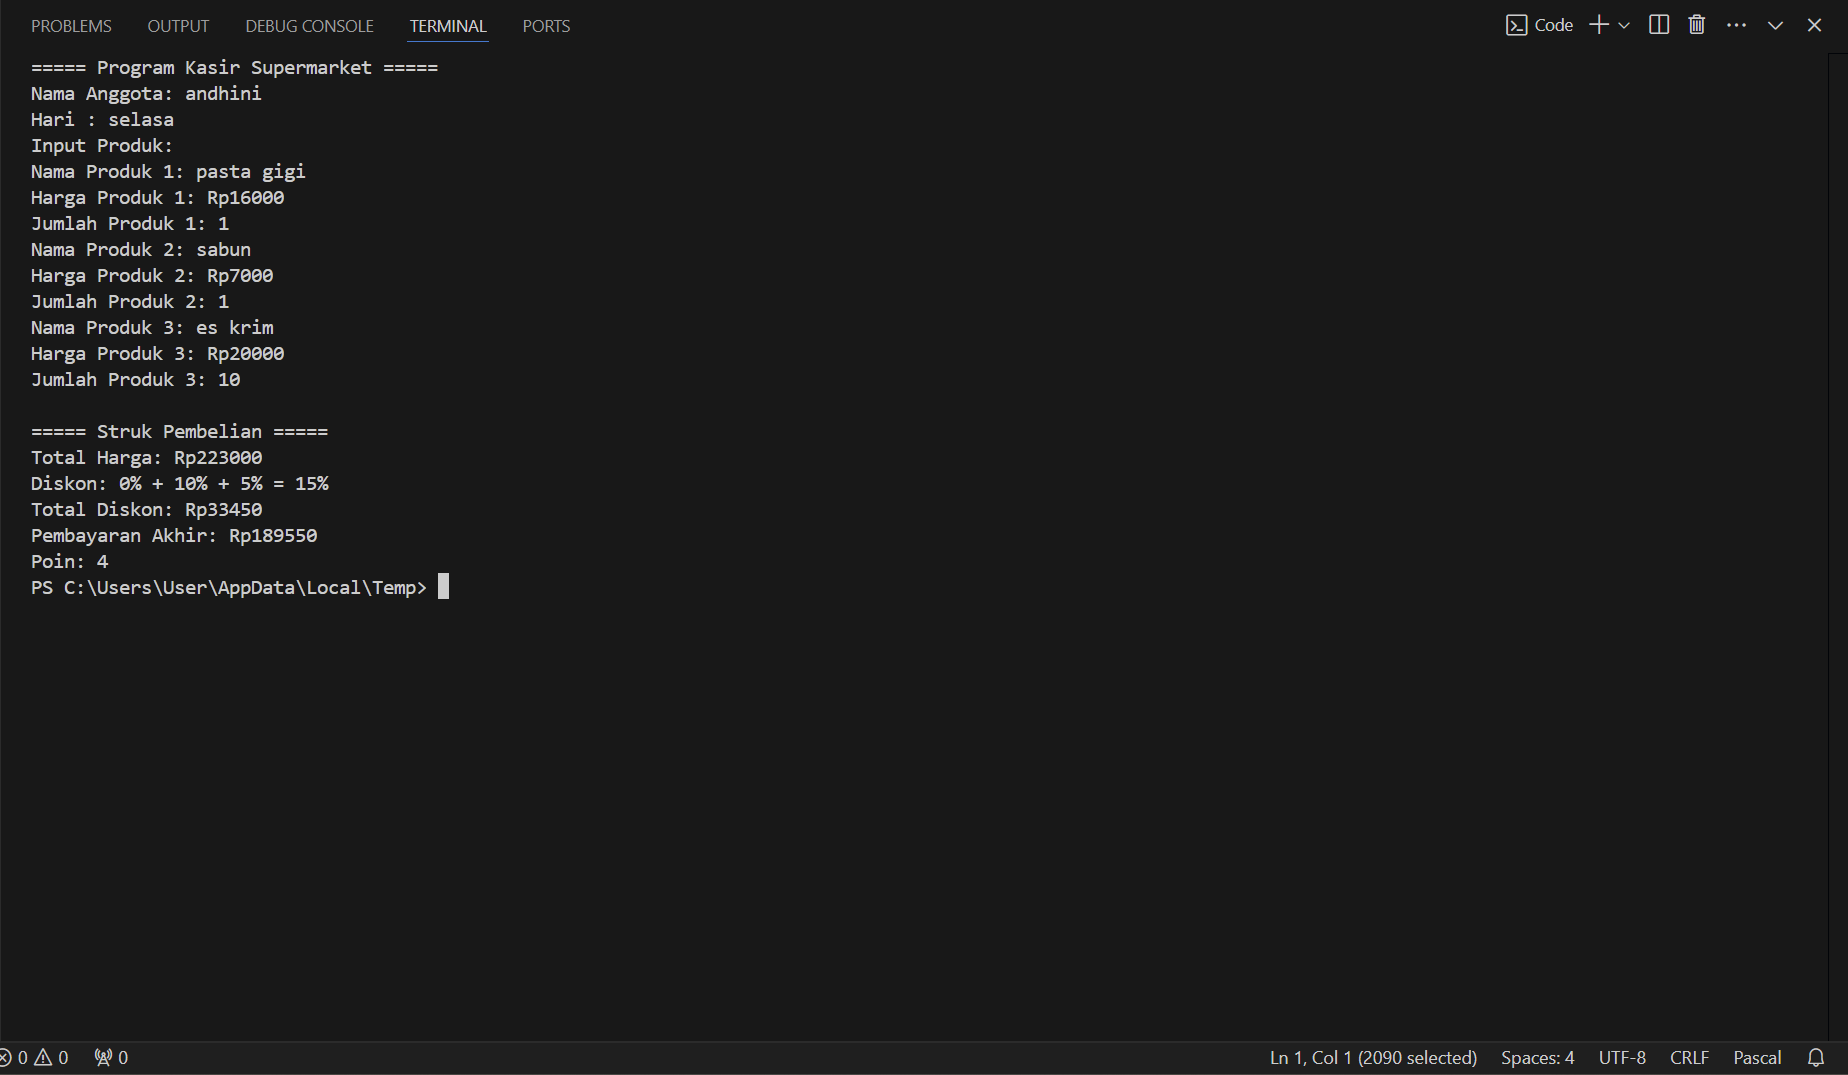 PROBLEMS OUTPUT DEBUG CONSOLE TERMINAL PORTS Code
===== Program Kasir Supermarket =====
Nama Anggota: andhini
Hari : selasa
Input Produk:
Nama Produk 1: pasta gigi
Harga Produk 1: Rp16000
Jumlah Produk 1: 1
Nama Produk 2: sabun
Harga Produk 2: Rp7000
Jumlah Produk 2: 1
Nama Produk 3: es krim
Harga Produk 3: Rp20000
Jumlah Produk 3: 10
===== Struk Pembelian =====
Total Harga: Rp223000
Diskon: 0% + 10% + 5% = 15%
Total Diskon: Rp33450
Pembayaran Akhir: Rp189550
Poin: 4
PS C:\Users\User\AppData\Local\Temp>
0 0 0 Ln 1, Col 1 (2090 selected) Spaces: 4 UTF-8 CRLF Pascal